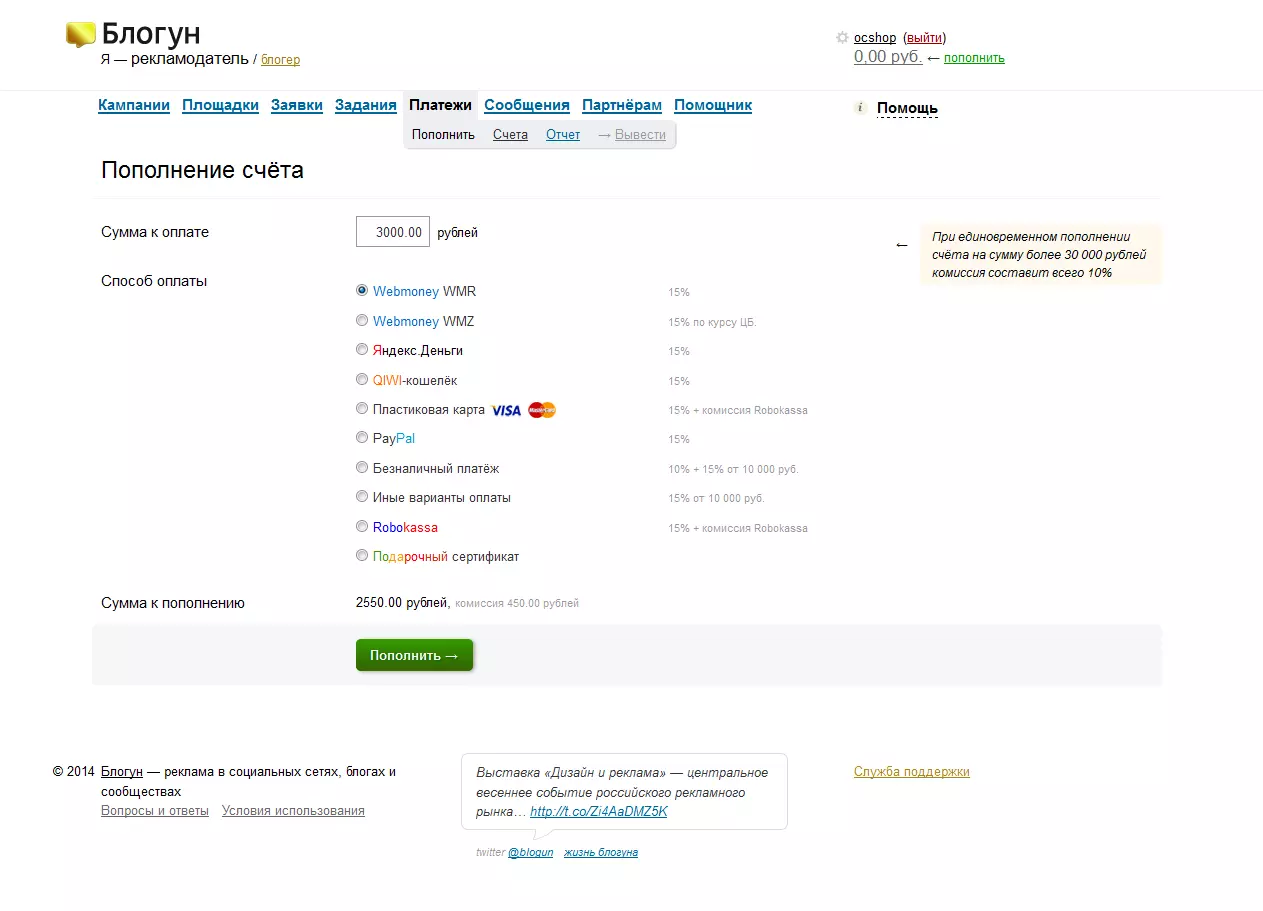 Блогун
Я — рекламодатель / блогер
ocshop (выйти)
0,00 руб. ← пополнить
Кампании Площадки Заявки Задания Платежи Сообщения Партнёрам Помощник
i Помощь
Пополнить Счета Отчет → Вывести
Пополнение счёта
Сумма к оплате 3000.00 рублей
← При единовременном пополнении
счёта на сумму более 30 000 рублей
комиссия составит всего 10%
Способ оплаты
Webmoney WMR 15%
Webmoney WMZ 15% по курсу ЦБ.
Яндекс.Деньги 15%
QIWI-кошелёк 15%
Пластиковая карта VISA MasterCard 15% + комиссия Robokassa
PayPal 15%
Безналичный платёж 10% + 15% от 10 000 руб.
Иные варианты оплаты 15% от 10 000 руб.
Robokassa 15% + комиссия Robokassa
Подарочный сертификат
Сумма к пополнению 2550.00 рублей, комиссия 450.00 рублей
Пополнить →
© 2014 Блогун — реклама в социальных сетях, блогах и
сообществах
Вопросы и ответы Условия использования
Выставка «Дизайн и реклама» — центральное
весеннее событие российского рекламного
рынка… http://t.co/Zi4AaDMZ5K
twitter @blogun жизнь блогуна
Служба поддержки